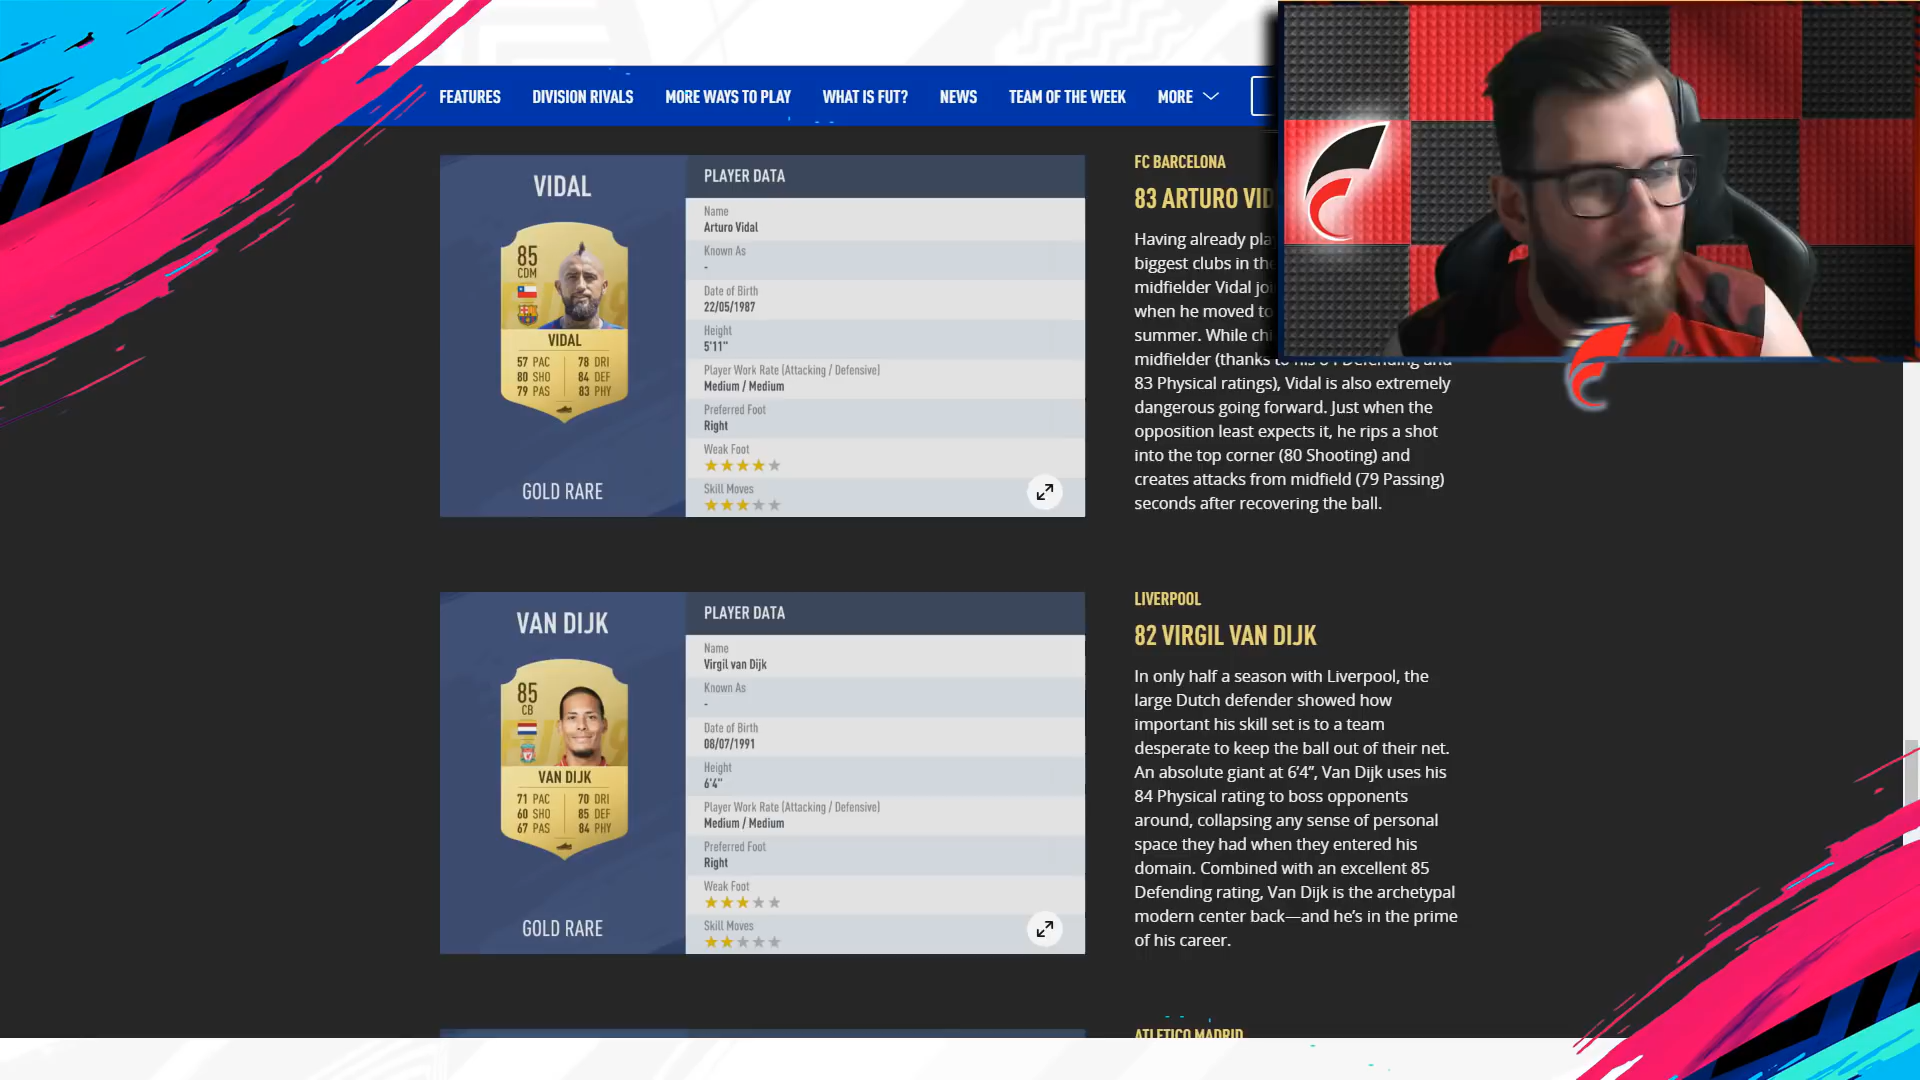 FEATURES DIVISION RIVALS MORE WAYS TO PLAY WHAT IS FUT? NEWS TEAM OF THE WEEK MORE
VIDAL
85
CDM
VIDAL
57 PAC 78 DRI
80 SHO 84 DEF
79 PAS 83 PHY
GOLD RARE
PLAYER DATA
Name
Arturo Vidal
Known As
-
Date of Birth
22/05/1987
Height
5'11"
Player Work Rate (Attacking / Defensive)
Medium / Medium
Preferred Foot
Right
Weak Foot
Skill Moves
FC BARCELONA
83 ARTURO VID
Having already pla
biggest clubs in the
midfielder Vidal jo
when he moved to
summer. While chi
midfielder (thanks to his 84 Defending and
83 Physical ratings), Vidal is also extremely
dangerous going forward. Just when the
opposition least expects it, he rips a shot
into the top corner (80 Shooting) and
creates attacks from midfield (79 Passing)
seconds after recovering the ball.
VAN DIJK
85
CB
VAN DIJK
71 PAC 70 DRI
60 SHO 85 DEF
67 PAS 84 PHY
GOLD RARE
PLAYER DATA
Name
Virgil van Dijk
Known As
-
Date of Birth
08/07/1991
Height
6'4"
Player Work Rate (Attacking / Defensive)
Medium / Medium
Preferred Foot
Right
Weak Foot
Skill Moves
LIVERPOOL
82 VIRGIL VAN DIJK
In only half a season with Liverpool, the
large Dutch defender showed how
important his skill set is to a team
desperate to keep the ball out of their net.
An absolute giant at 6’4”, Van Dijk uses his
84 Physical rating to boss opponents
around, collapsing any sense of personal
space they had when they entered his
domain. Combined with an excellent 85
Defending rating, Van Dijk is the archetypal
modern center back—and he’s in the prime
of his career.
ATLETICO MADRID